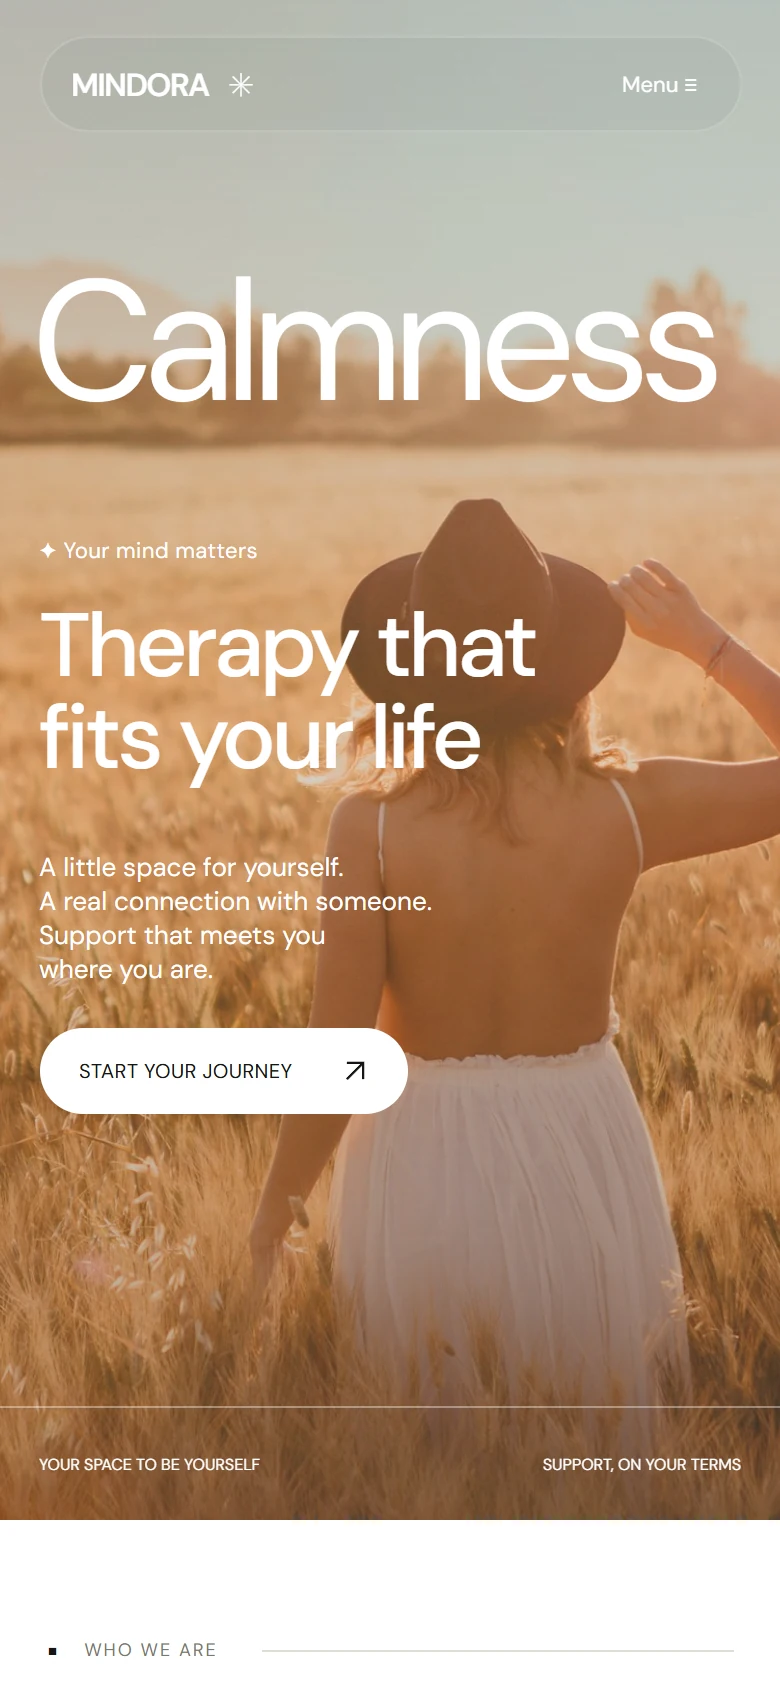 MINDORA
Menu
Calmness
Your mind matters
Therapy that
fits your life
A little space for yourself.
A real connection with someone.
Support that meets you
where you are.
START YOUR JOURNEY
YOUR SPACE TO BE YOURSELF
SUPPORT, ON YOUR TERMS
WHO WE ARE